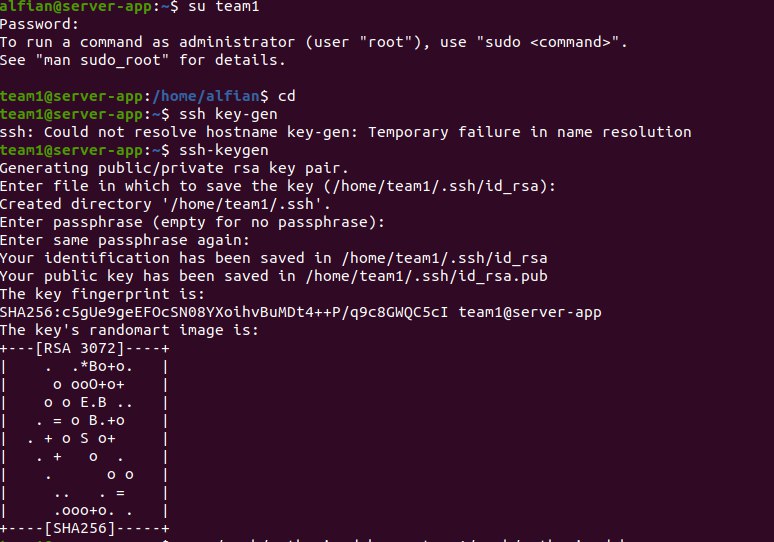 alfian@server-app:~$ su team1
Password:
To run a command as administrator (user "root"), use "sudo <command>".
See "man sudo_root" for details.

team1@server-app:/home/alfian$ cd
team1@server-app:~$ ssh key-gen
ssh: Could not resolve hostname key-gen: Temporary failure in name resolution
team1@server-app:~$ ssh-keygen
Generating public/private rsa key pair.
Enter file in which to save the key (/home/team1/.ssh/id_rsa):
Created directory '/home/team1/.ssh'.
Enter passphrase (empty for no passphrase):
Enter same passphrase again:
Your identification has been saved in /home/team1/.ssh/id_rsa
Your public key has been saved in /home/team1/.ssh/id_rsa.pub
The key fingerprint is:
SHA256:c5gUe9geEFOcSN08YXoihvBuMDt4++P/q9c8GWQC5cI team1@server-app
The key's randomart image is:
+---[RSA 3072]----+
|    .  .*Bo+o.   |
|     o ooO+o+    |
|    o o E.B ..   |
|   . = o B.+o    |
|  . + o S o+     |
|   . +   o  .    |
|    .      o o   |
|     ..   . =    |
|     .ooo+o. .   |
+----[SHA256]-----+